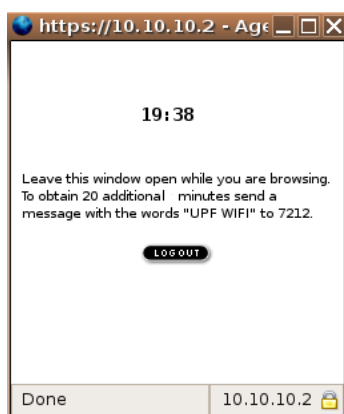 https://10.10.10.2 - Age
19:38
Leave this window open while you are browsing.
To obtain 20 additional minutes send a
message with the words "UPF WIFI" to 7212.
LOGOUT
Done 10.10.10.2